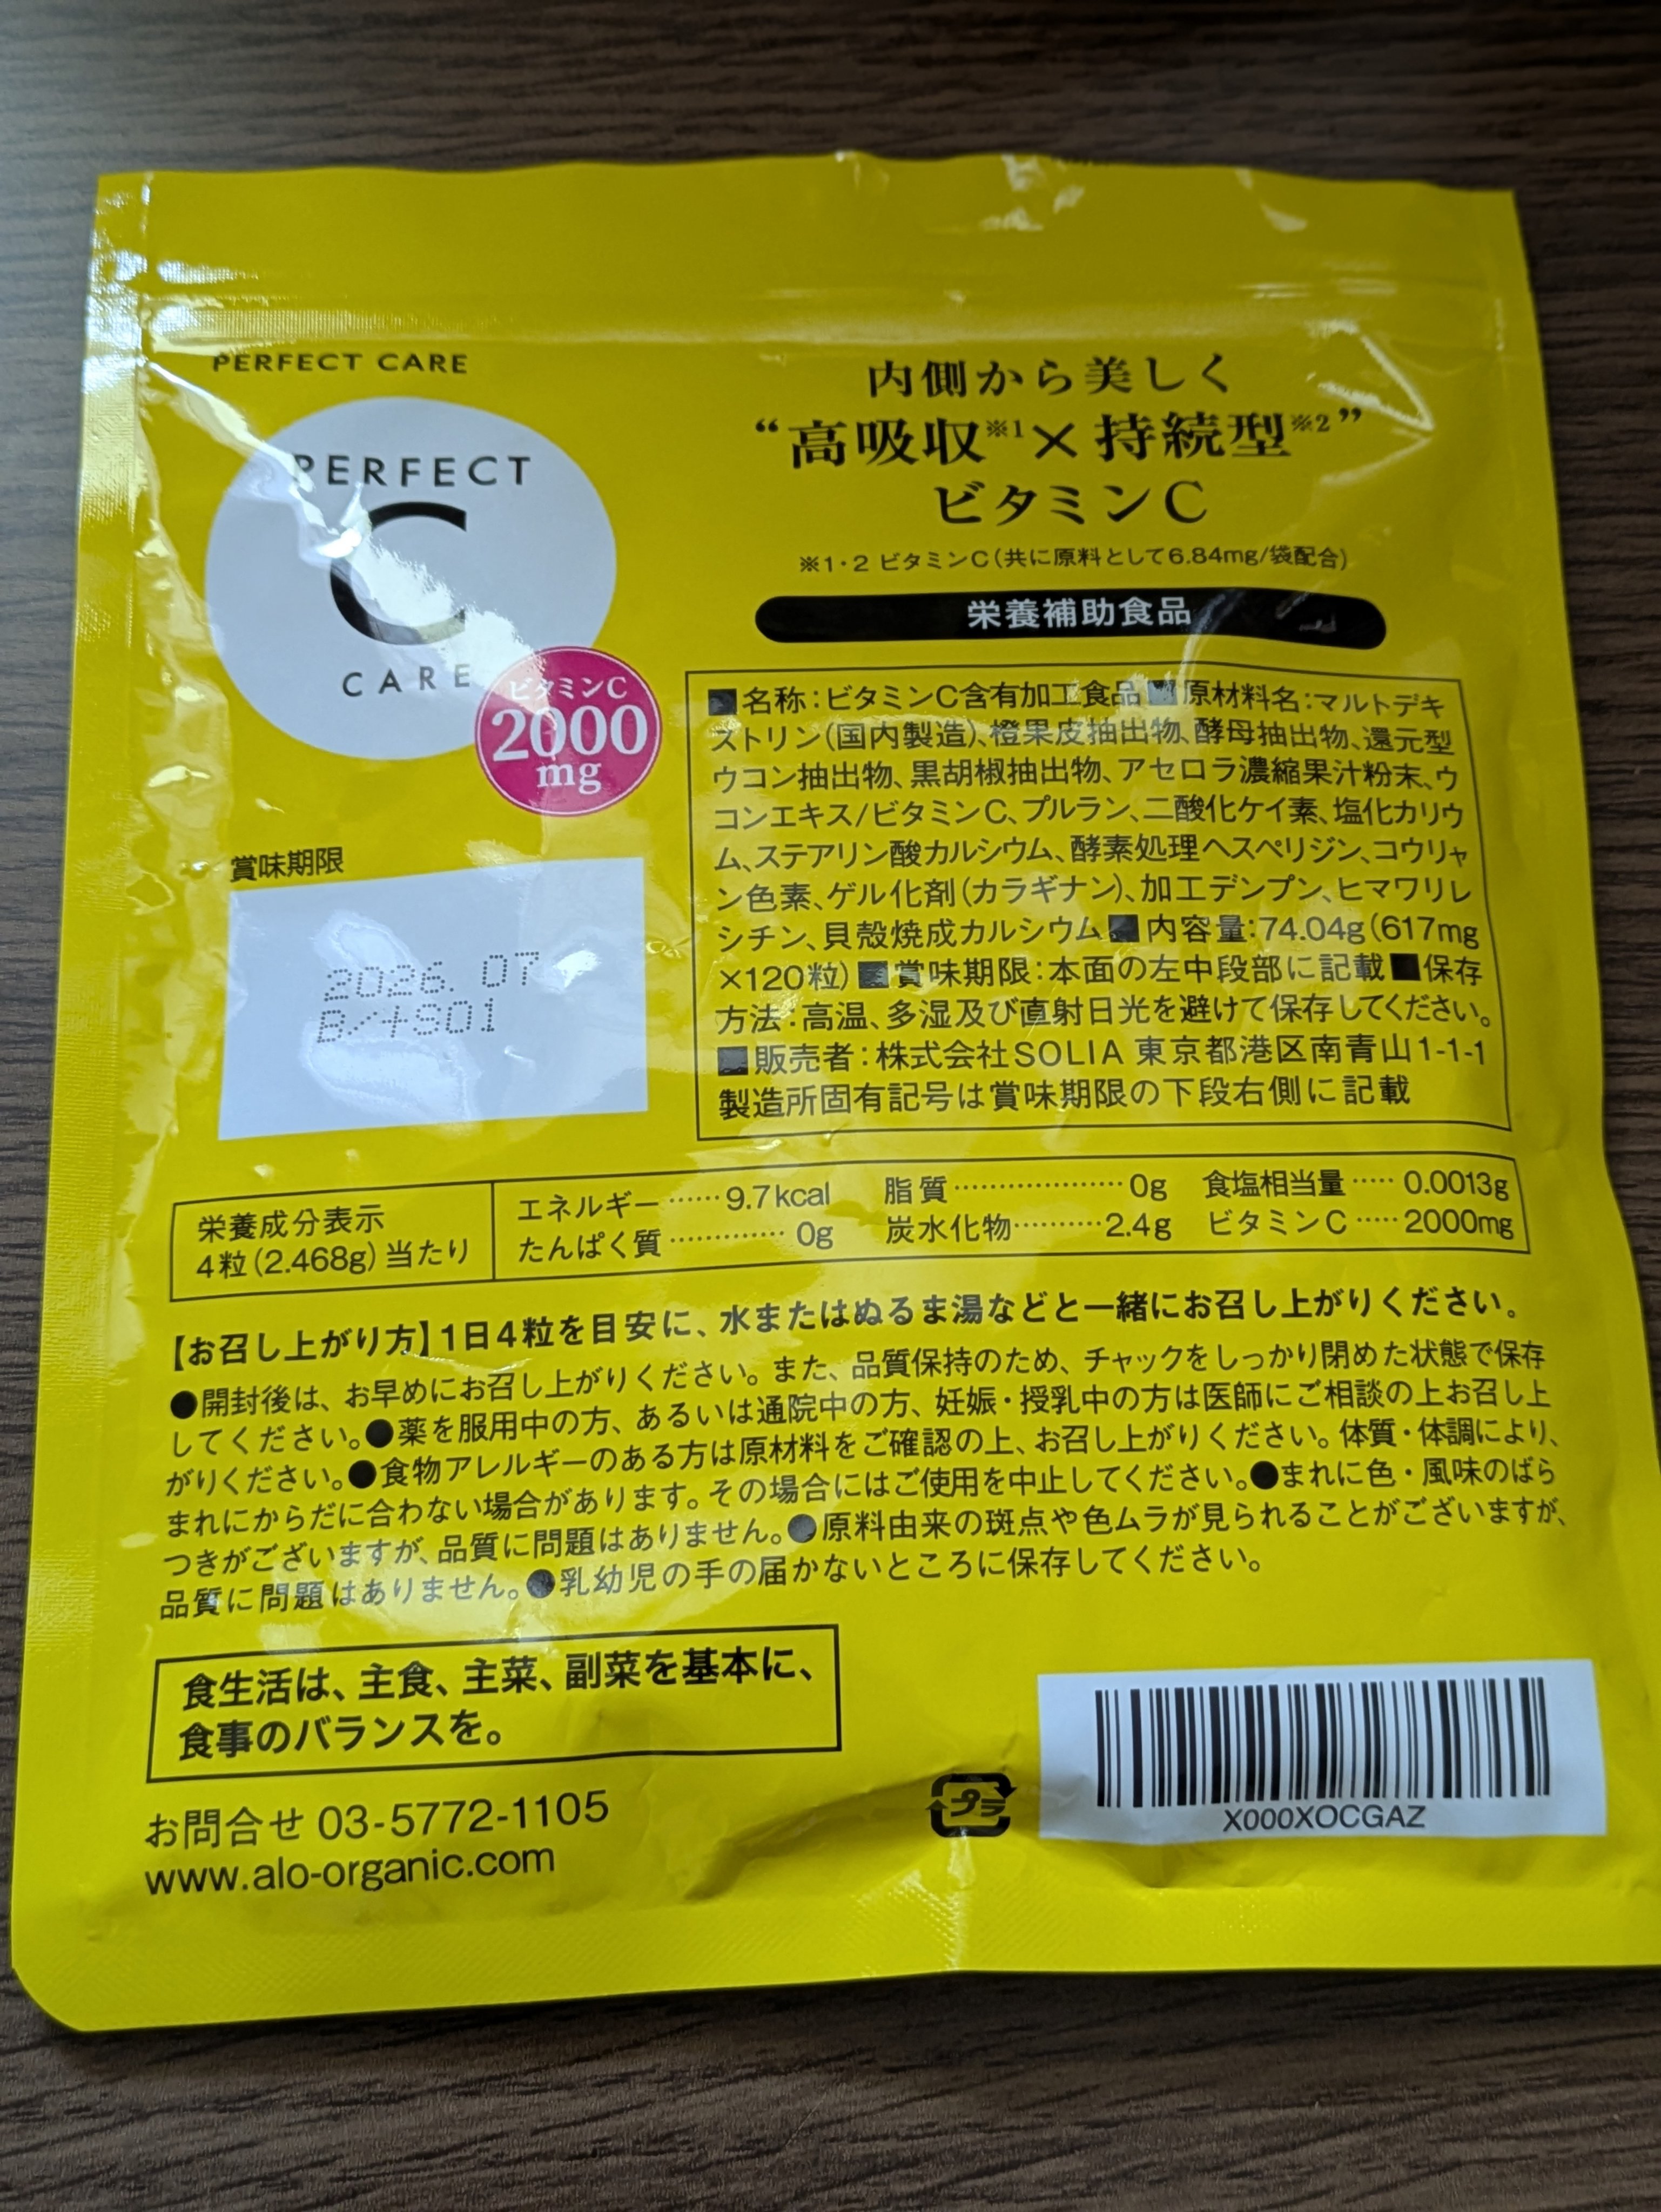 PERFECT CARE
PERFECT
C
CARE
ビタミンC
2000
mg
内側から美しく
“高吸収※1×持続型※2”
ビタミンC
※1・2 ビタミンC(共に原料として6.84mg/袋配合)
栄養補助食品
■名称:ビタミンC含有加工食品■原材料名:マルトデキ
ストリン(国内製造)、橙果皮抽出物、酵母抽出物、還元型
ウコン抽出物、黒胡椒抽出物、アセロラ濃縮果汁粉末、ウ
コンエキス/ビタミンC、プルラン、二酸化ケイ素、塩化カリウ
ム、ステアリン酸カルシウム、酵素処理ヘスペリジン、コウリャ
ン色素、ゲル化剤(カラギナン)、加工デンプン、ヒマワリレ
シチン、貝殻焼成カルシウム■内容量:74.04g(617mg
×120粒)■賞味期限:本面の左中段部に記載■保存
方法:高温、多湿及び直射日光を避けて保存してください。
■販売者:株式会社SOLIA 東京都港区南青山1-1-1
製造所固有記号は賞味期限の下段右側に記載
賞味期限
2026. 07
B/+S01
栄養成分表示
4粒(2.468g)当たり
エネルギー……9.7kcal 脂質………………0g 食塩相当量……0.0013g
たんぱく質…………0g 炭水化物…………2.4g ビタミンC……2000mg
【お召し上がり方】1日4粒を目安に、水またはぬるま湯などと一緒にお召し上がりください。
●開封後は、お早めにお召し上がりください。また、品質保持のため、チャックをしっかり閉めた状態で保存
してください。●薬を服用中の方、あるいは通院中の方、妊娠・授乳中の方は医師にご相談の上お召し上
がりください。●食物アレルギーのある方は原材料をご確認の上、お召し上がりください。体質・体調により、
まれにからだに合わない場合があります。その場合にはご使用を中止してください。●まれに色・風味のばら
つきがございますが、品質に問題はありません。●原料由来の斑点や色ムラが見られることがございますが、
品質に問題はありません。●乳幼児の手の届かないところに保存してください。
食生活は、主食、主菜、副菜を基本に、
食事のバランスを。
お問合せ 03-5772-1105
www.alo-organic.com
プラ
X000XOCGAZ